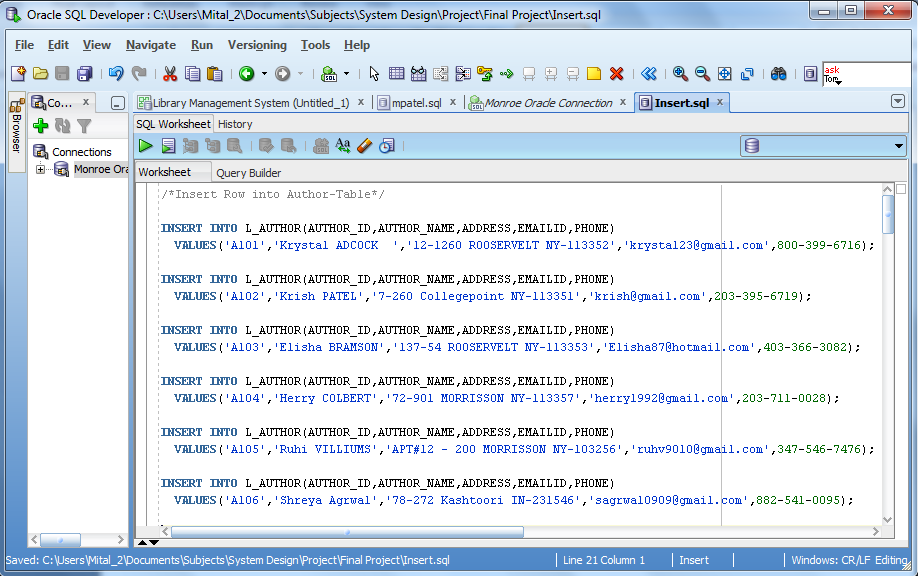 Oracle SQL Developer : C:\Users\Mital_2\Documents\Subjects\System Design\Project\Final Project\Insert.sql
File Edit View Navigate Run Versioning Tools Help
SQL
ask
Tom
Browser
Co... x
Library Management System (Untitled_1) x mpatel.sql x Monroe Oracle Connection x Insert.sql x
SQL Worksheet History
Connections
Monroe Ora
Worksheet Query Builder
/*Insert Row into Author-Table*/
INSERT INTO L_AUTHOR(AUTHOR_ID,AUTHOR_NAME,ADDRESS,EMAILID,PHONE)
VALUES('A101','Krystal ADCOCK  ','12-1260 ROOSERVELT NY-113352','krysta123@gmail.com',800-399-6716);
INSERT INTO L_AUTHOR(AUTHOR_ID,AUTHOR_NAME,ADDRESS,EMAILID,PHONE)
VALUES('A102','Krish PATEL','7-260 Collegepoint NY-113351','krish@gmail.com',203-395-6719);
INSERT INTO L_AUTHOR(AUTHOR_ID,AUTHOR_NAME,ADDRESS,EMAILID,PHONE)
VALUES('A103','Elisha BRAMSON','137-54 ROOSERVELT NY-113353','Elisha87@hotmail.com',403-366-3082);
INSERT INTO L_AUTHOR(AUTHOR_ID,AUTHOR_NAME,ADDRESS,EMAILID,PHONE)
VALUES('A104','Herry COLBERT','72-901 MORRISSON NY-113357','herry1992@gmail.com',203-711-0028);
INSERT INTO L_AUTHOR(AUTHOR_ID,AUTHOR_NAME,ADDRESS,EMAILID,PHONE)
VALUES('A105','Ruhi VILLIUMS','APT#12 - 200 MORRISSON NY-103256','ruhv9010@gmail.com',347-546-7476);
INSERT INTO L_AUTHOR(AUTHOR_ID,AUTHOR_NAME,ADDRESS,EMAILID,PHONE)
VALUES('A106','Shreya Agrwal','78-272 Kashtoori IN-231546','sagrwal0909@gmail.com',882-541-0095);
Saved: C:\Users\Mital_2\Documents\Subjects\System Design\Project\Final Project\Insert.sql Line 21 Column 1 Insert Windows: CR/LF Editing